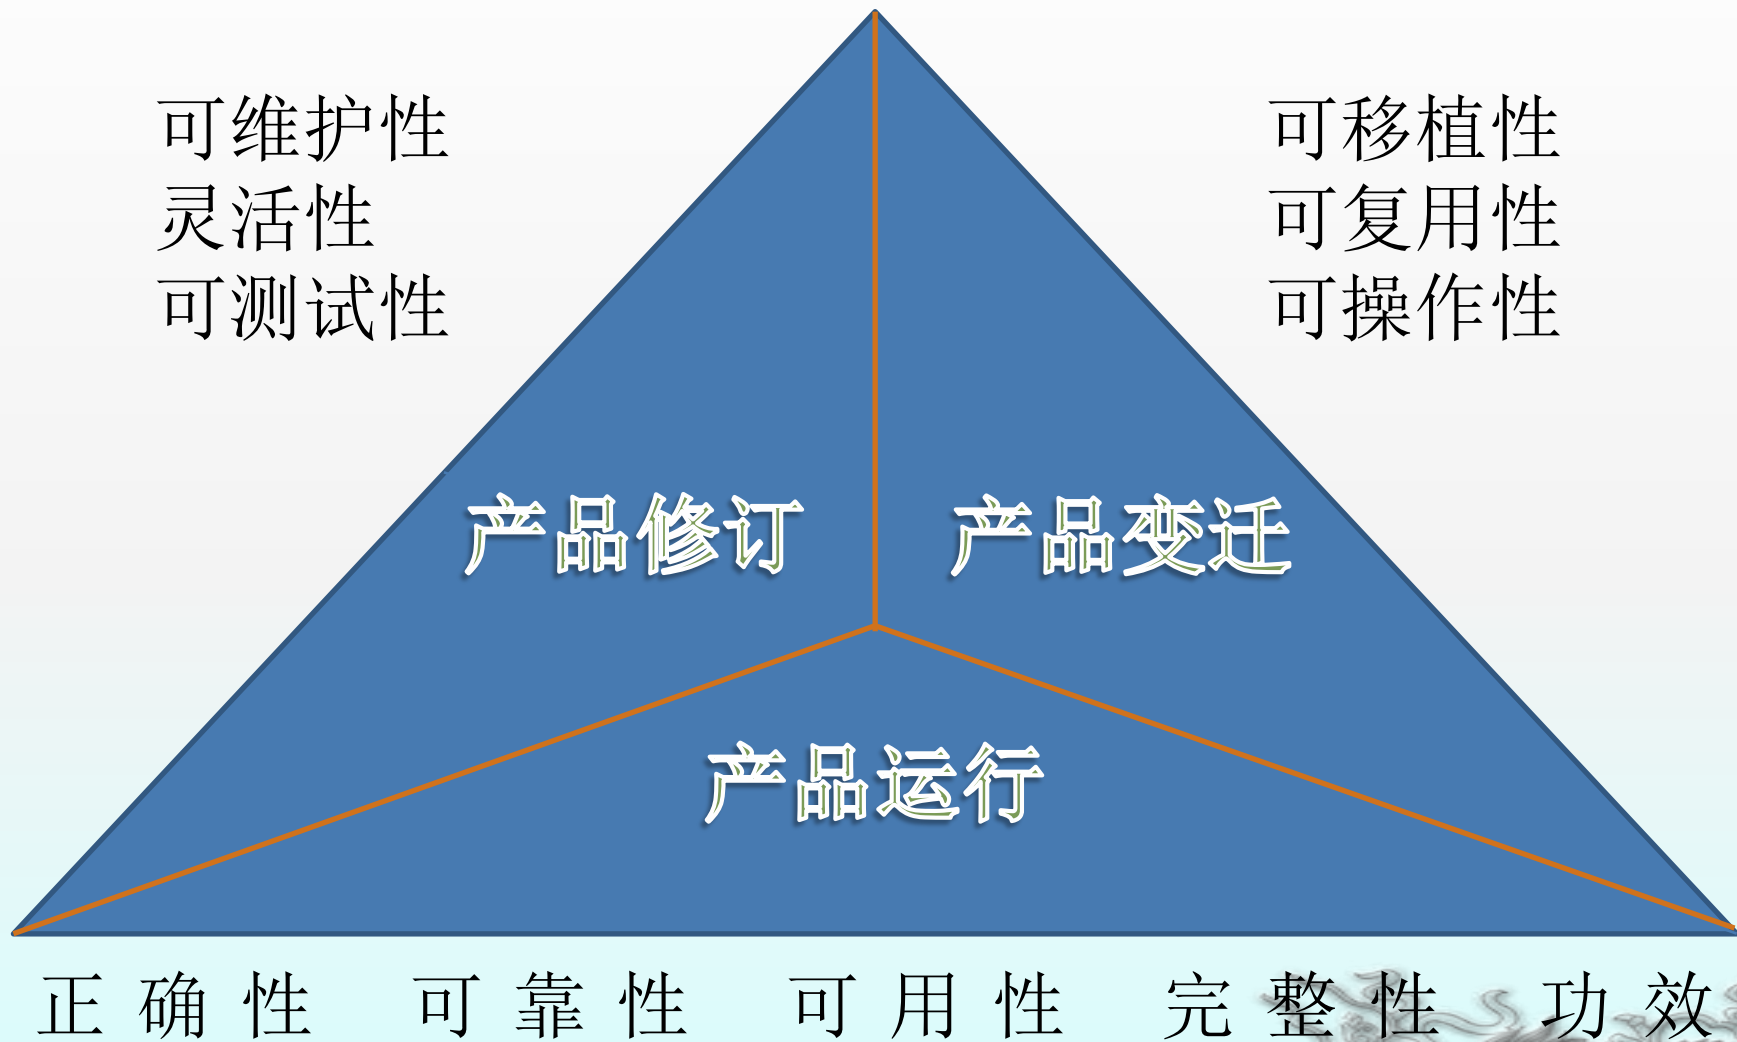 可维护性
灵活性
可测试性
可移植性
可复用性
可操作性
产品修订
产品变迁
产品运行
正确性 可靠性 可用性 完整性 功效